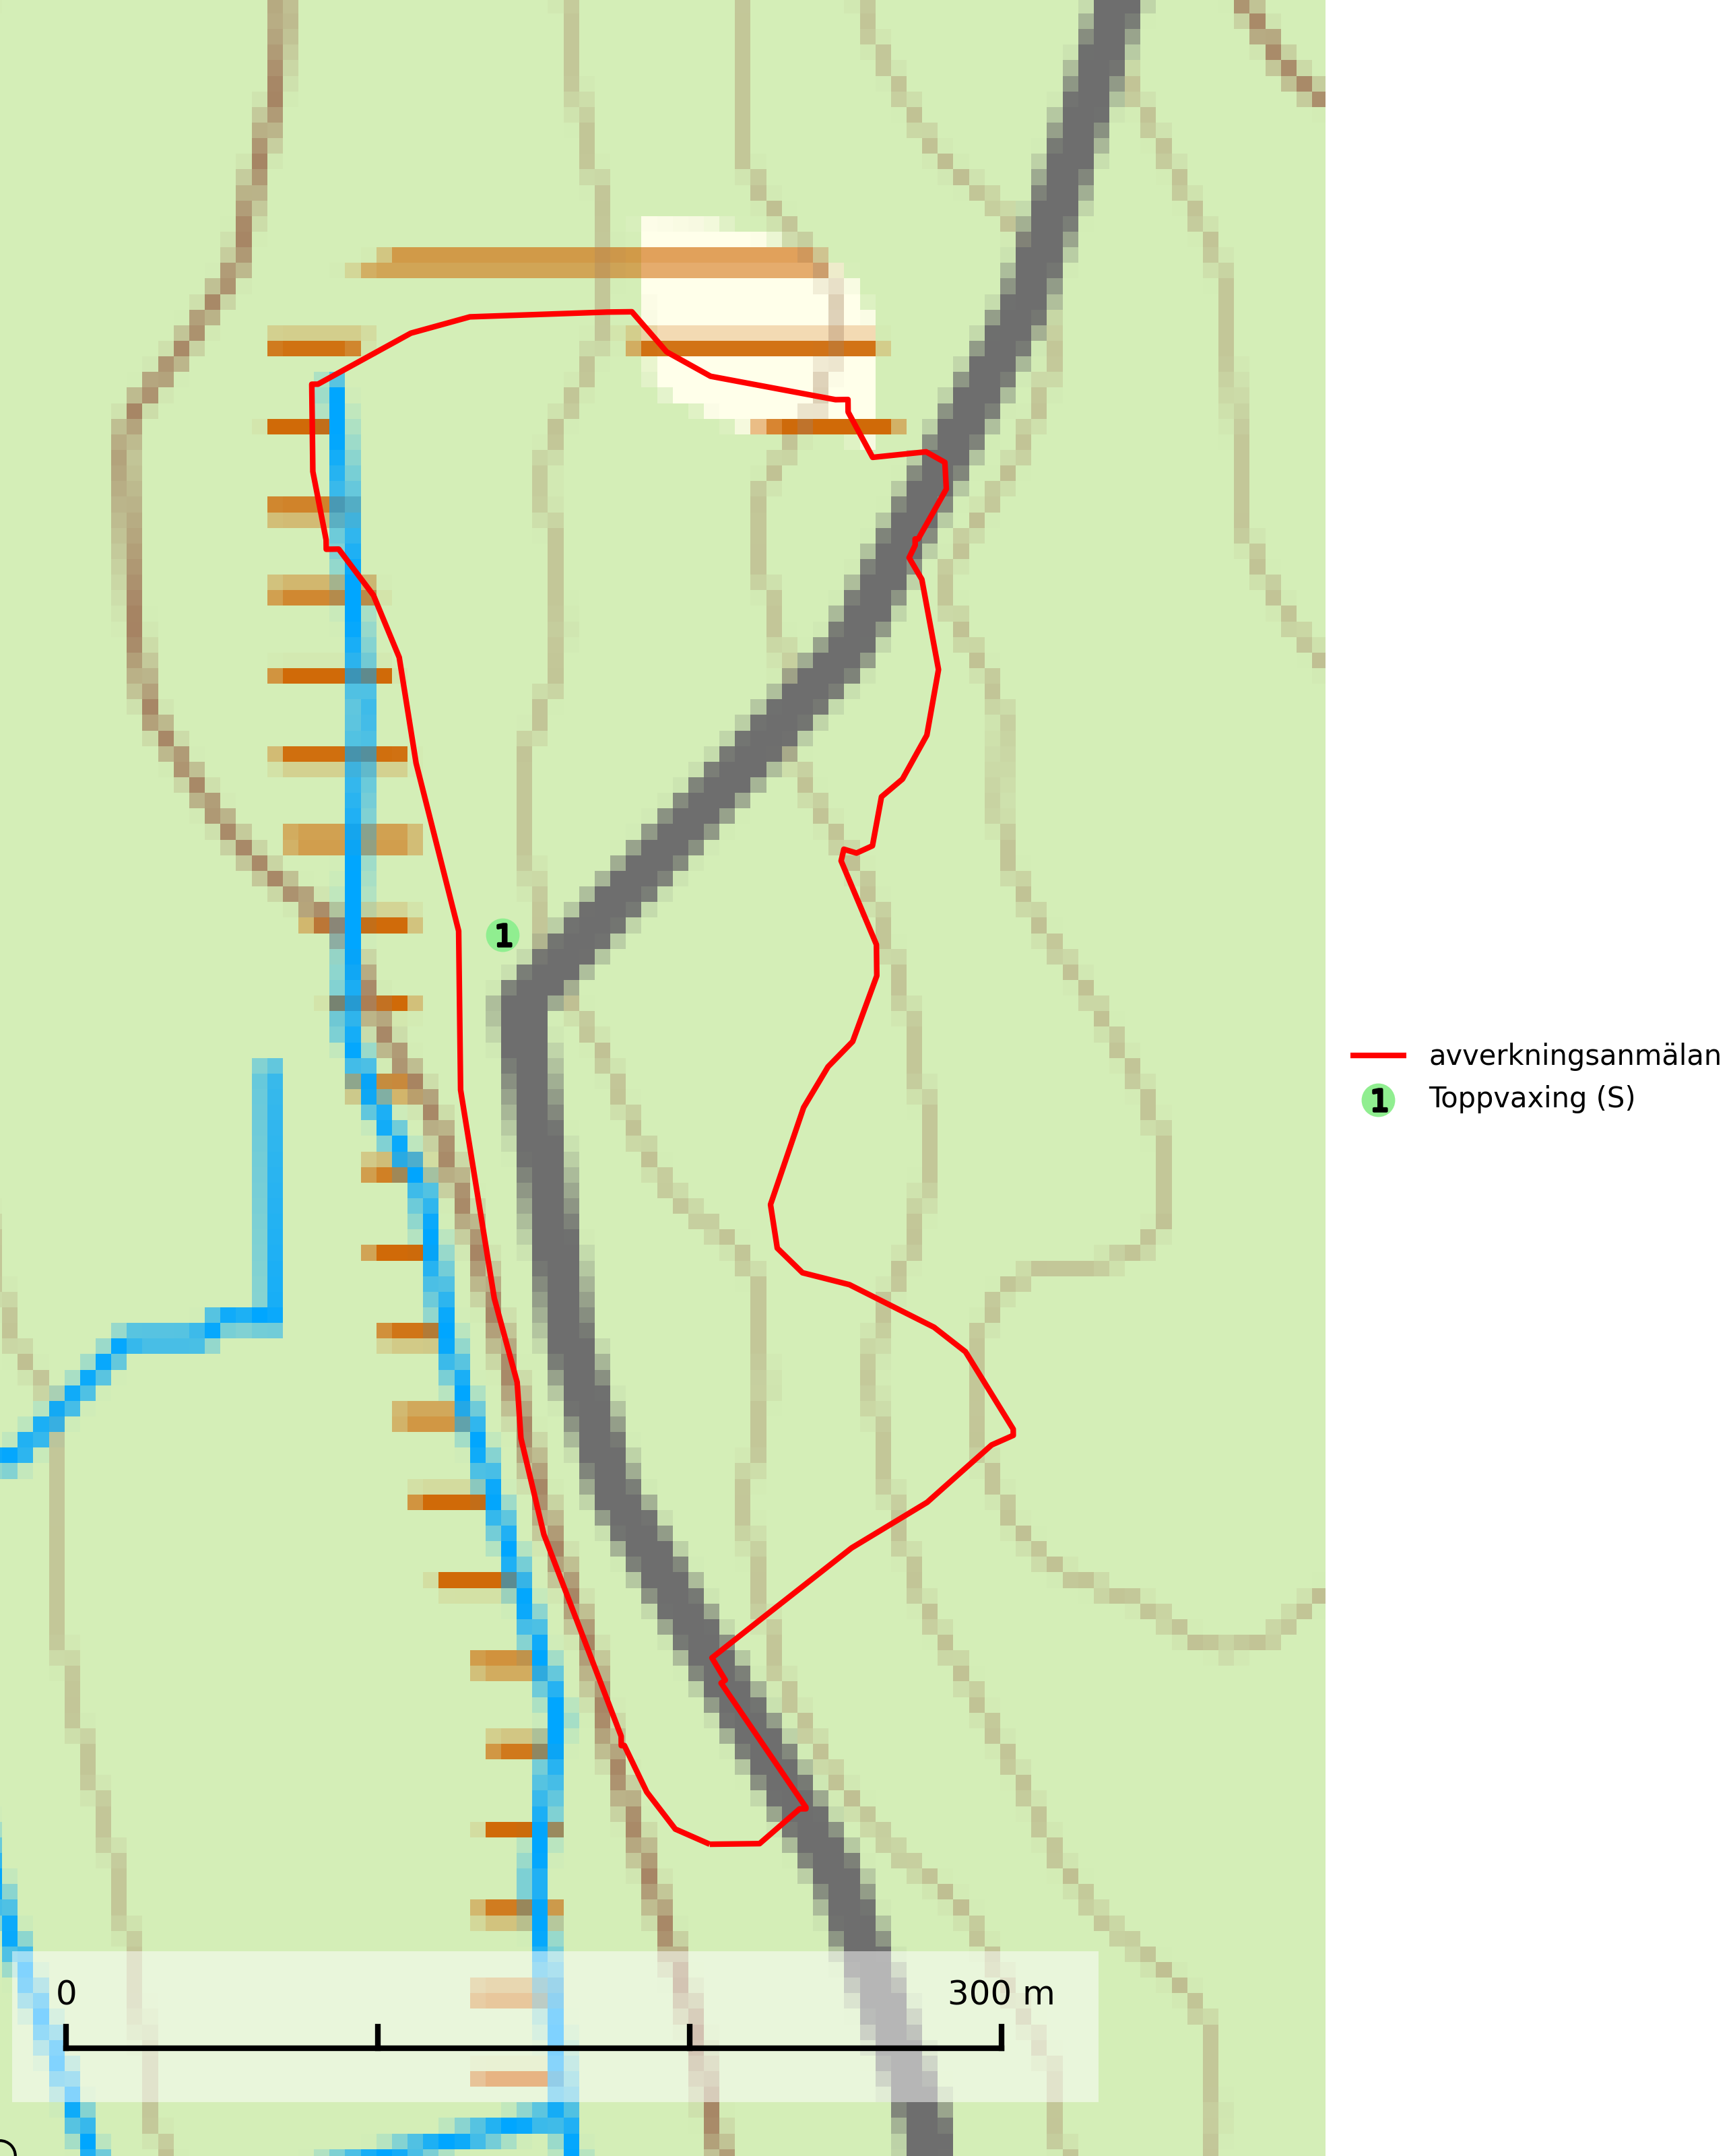 1
avverkningsanmälan
1 Toppvaxing (S)
0 300 m